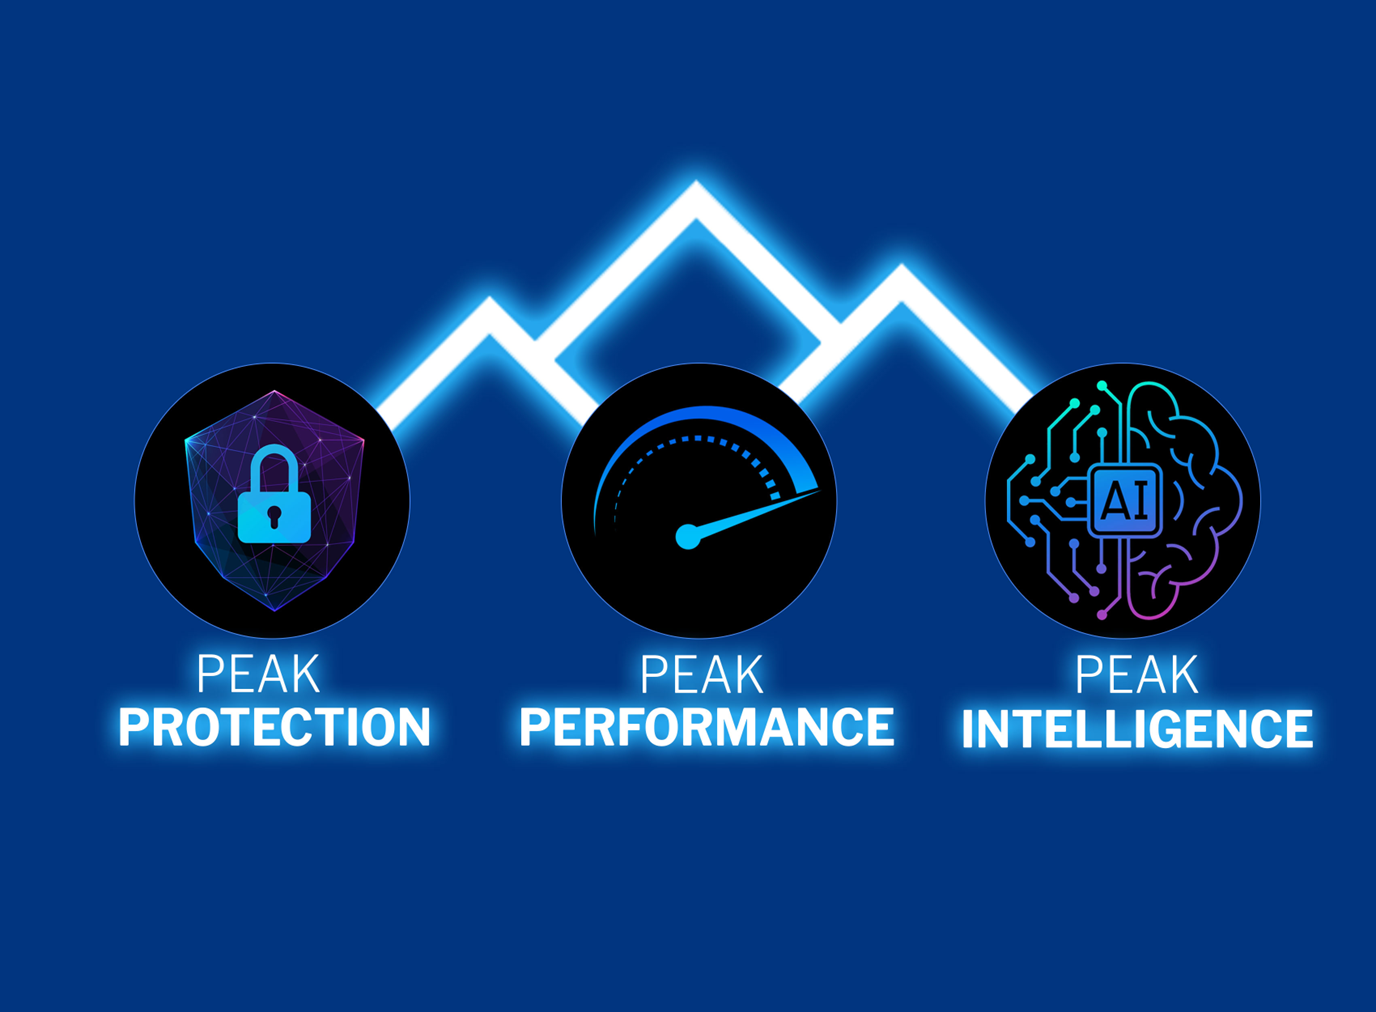 AI
PEAK
PROTECTION
PEAK
PERFORMANCE
PEAK
INTELLIGENCE